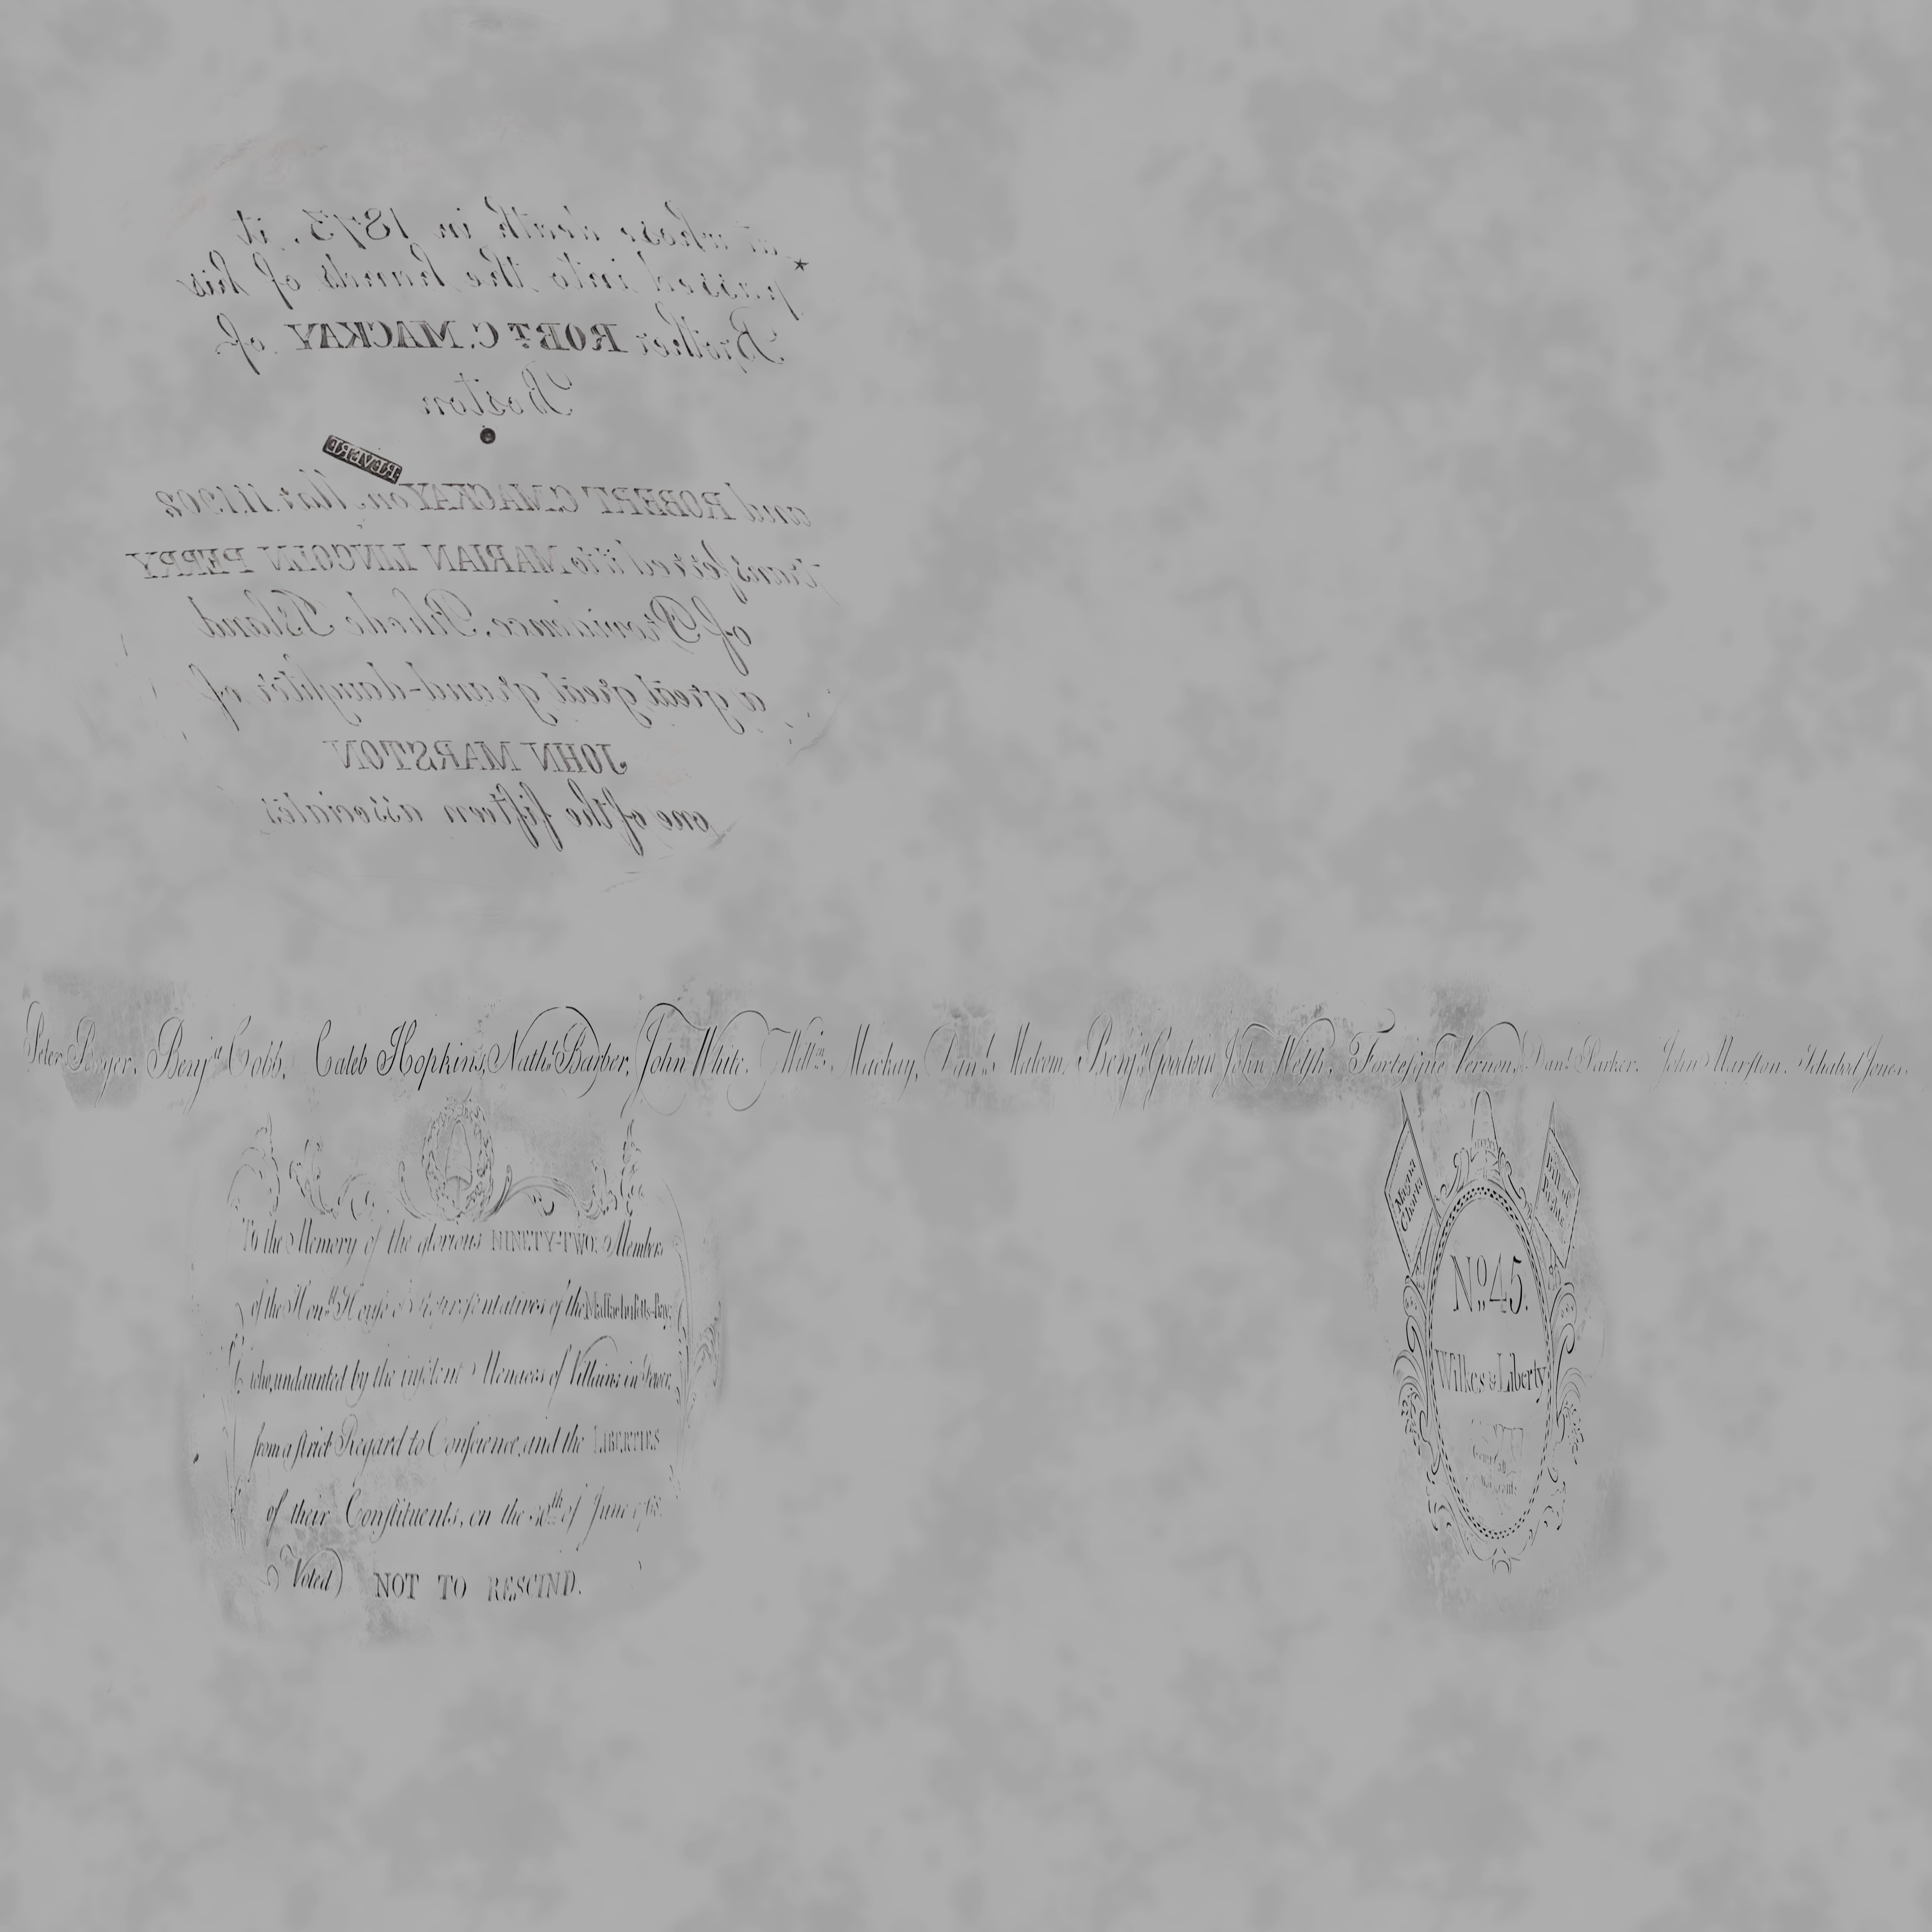 at whose death in 1873. it
passed into the hands of his
Brother ROBT. C. MACKAY of
Boston
REVERE
and ROBERT C. MACKAY on Mar. 11. 1902
transferred it to MARIAN LINCOLN PERRY
of Providence, Rhode Island
a great great grand-daughter of
JOHN MARSTON
one of the fifteen associates
Peter Boyer. Benja Cobb. Caleb Hopkins, Nathl. Barber, John White. Willm. Mackay, Danl. Malcom. Benjn. Goodwin John Welſh. Forteſque Vernon, Danl. Parker. John Marſton. Ichabod Jones.
To the Memory of the glorious NINETY-TWO: Members
of the Honbl. Houſe of Repreſentatives of the Maſſachuſetts-Bay,
who, undaunted by the inſolent Menaces of Villains in Power,
from a ſtrict Regard to Conſcience, and the LIBERTIES
of their Conſtituents, on the 30th of June 1768.
Voted NOT TO RESCIND.
Magna
Charta
Bill of
Rights
No. 45.
Wilkes & Liberty